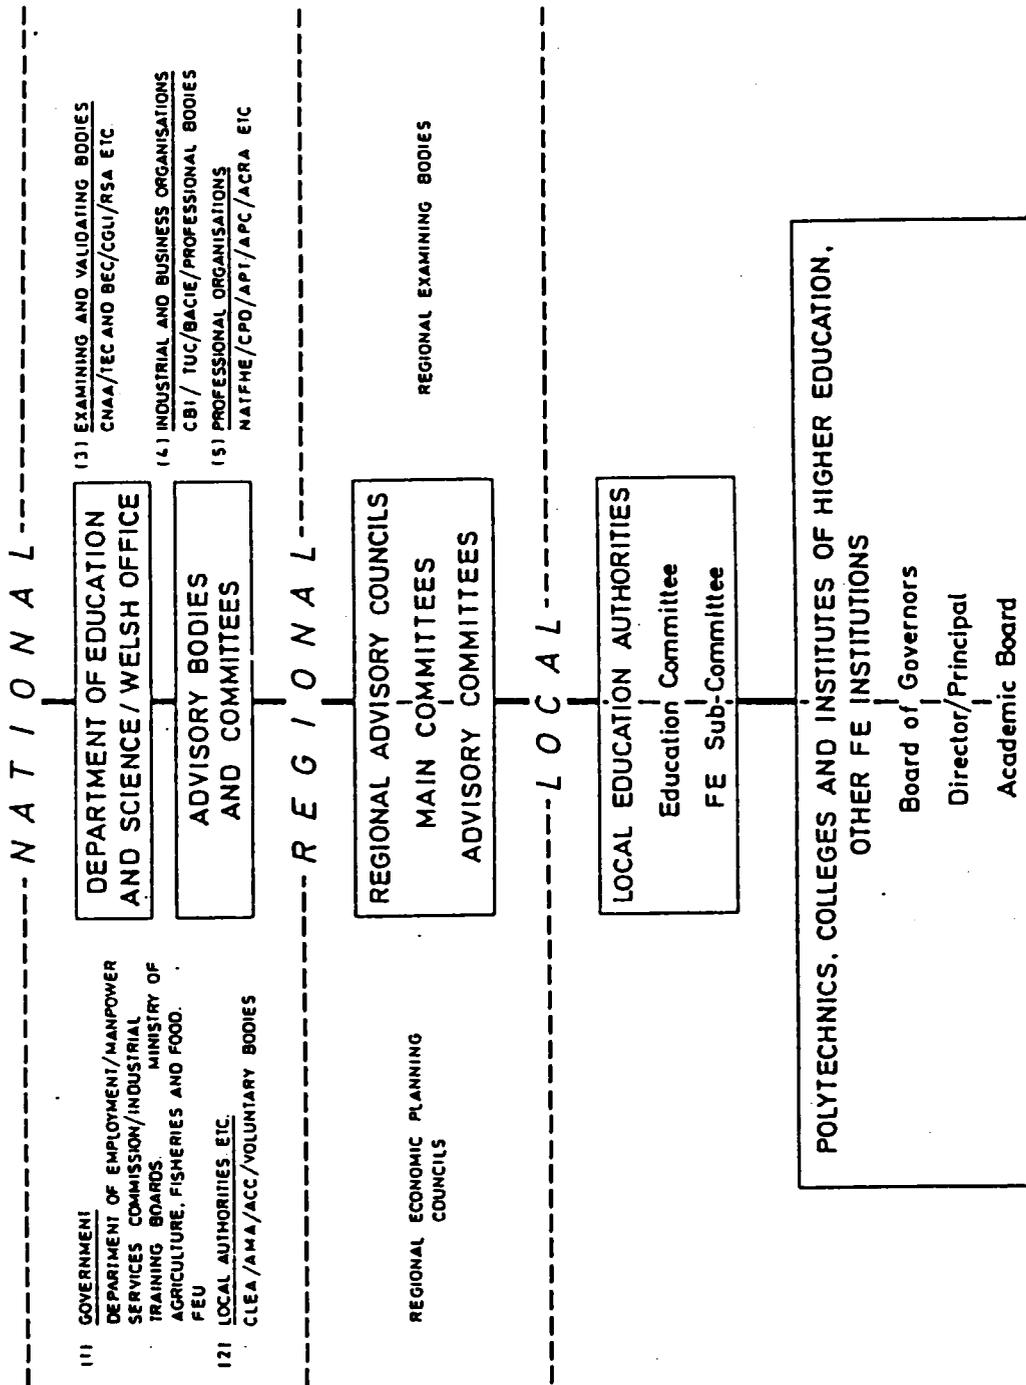 NATIONAL
(1) GOVERNMENT
DEPARTMENT OF EMPLOYMENT/MANPOWER
SERVICES COMMISSION/INDUSTRIAL
TRAINING BOARDS. MINISTRY OF
AGRICULTURE, FISHERIES AND FOOD.
FEU
(2) LOCAL AUTHORITIES ETC.
CLEA/AMA/ACC/VOLUNTARY BODIES
DEPARTMENT OF EDUCATION
AND SCIENCE/WELSH OFFICE
ADVISORY BODIES
AND COMMITTEES
(3) EXAMINING AND VALIDATING BODIES
CNAA/TEC AND BEC/CGLI/RSA ETC.
(4) INDUSTRIAL AND BUSINESS ORGANISATIONS
CBI/TUC/BACIE/PROFESSIONAL BODIES
(5) PROFESSIONAL ORGANISATIONS
NATFHE/CPO/APT/APC/ACRA ETC
REGIONAL
REGIONAL ECONOMIC PLANNING
COUNCILS
REGIONAL ADVISORY COUNCILS
MAIN COMMITTEES
ADVISORY COMMITTEES
REGIONAL EXAMINING BODIES
LOCAL
LOCAL EDUCATION AUTHORITIES
Education Committee
FE Sub-Committee
POLYTECHNICS, COLLEGES AND INSTITUTES OF HIGHER EDUCATION,
OTHER FE INSTITUTIONS
Board of Governors
Director/Principal
Academic Board